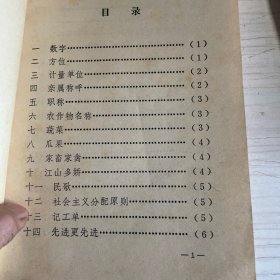 目 录
一 数字 ……………………（1）
二 方位 ……………………（1）
三 计量单位 ………………（2）
四 亲属称呼 ………………（2）
五 职称 ……………………（3）
六 农作物名称 ……………（3）
七 蔬菜 ……………………（3）
八 瓜果 ……………………（4）
九 家畜家禽 ………………（4）
十 江山多娇 ………………（4）
十一 民歌 …………………（5）
十二 社会主义分配原则 …（5）
十三 记工单 ………………（5）
十四 先进更先进 …………（6）
—1—